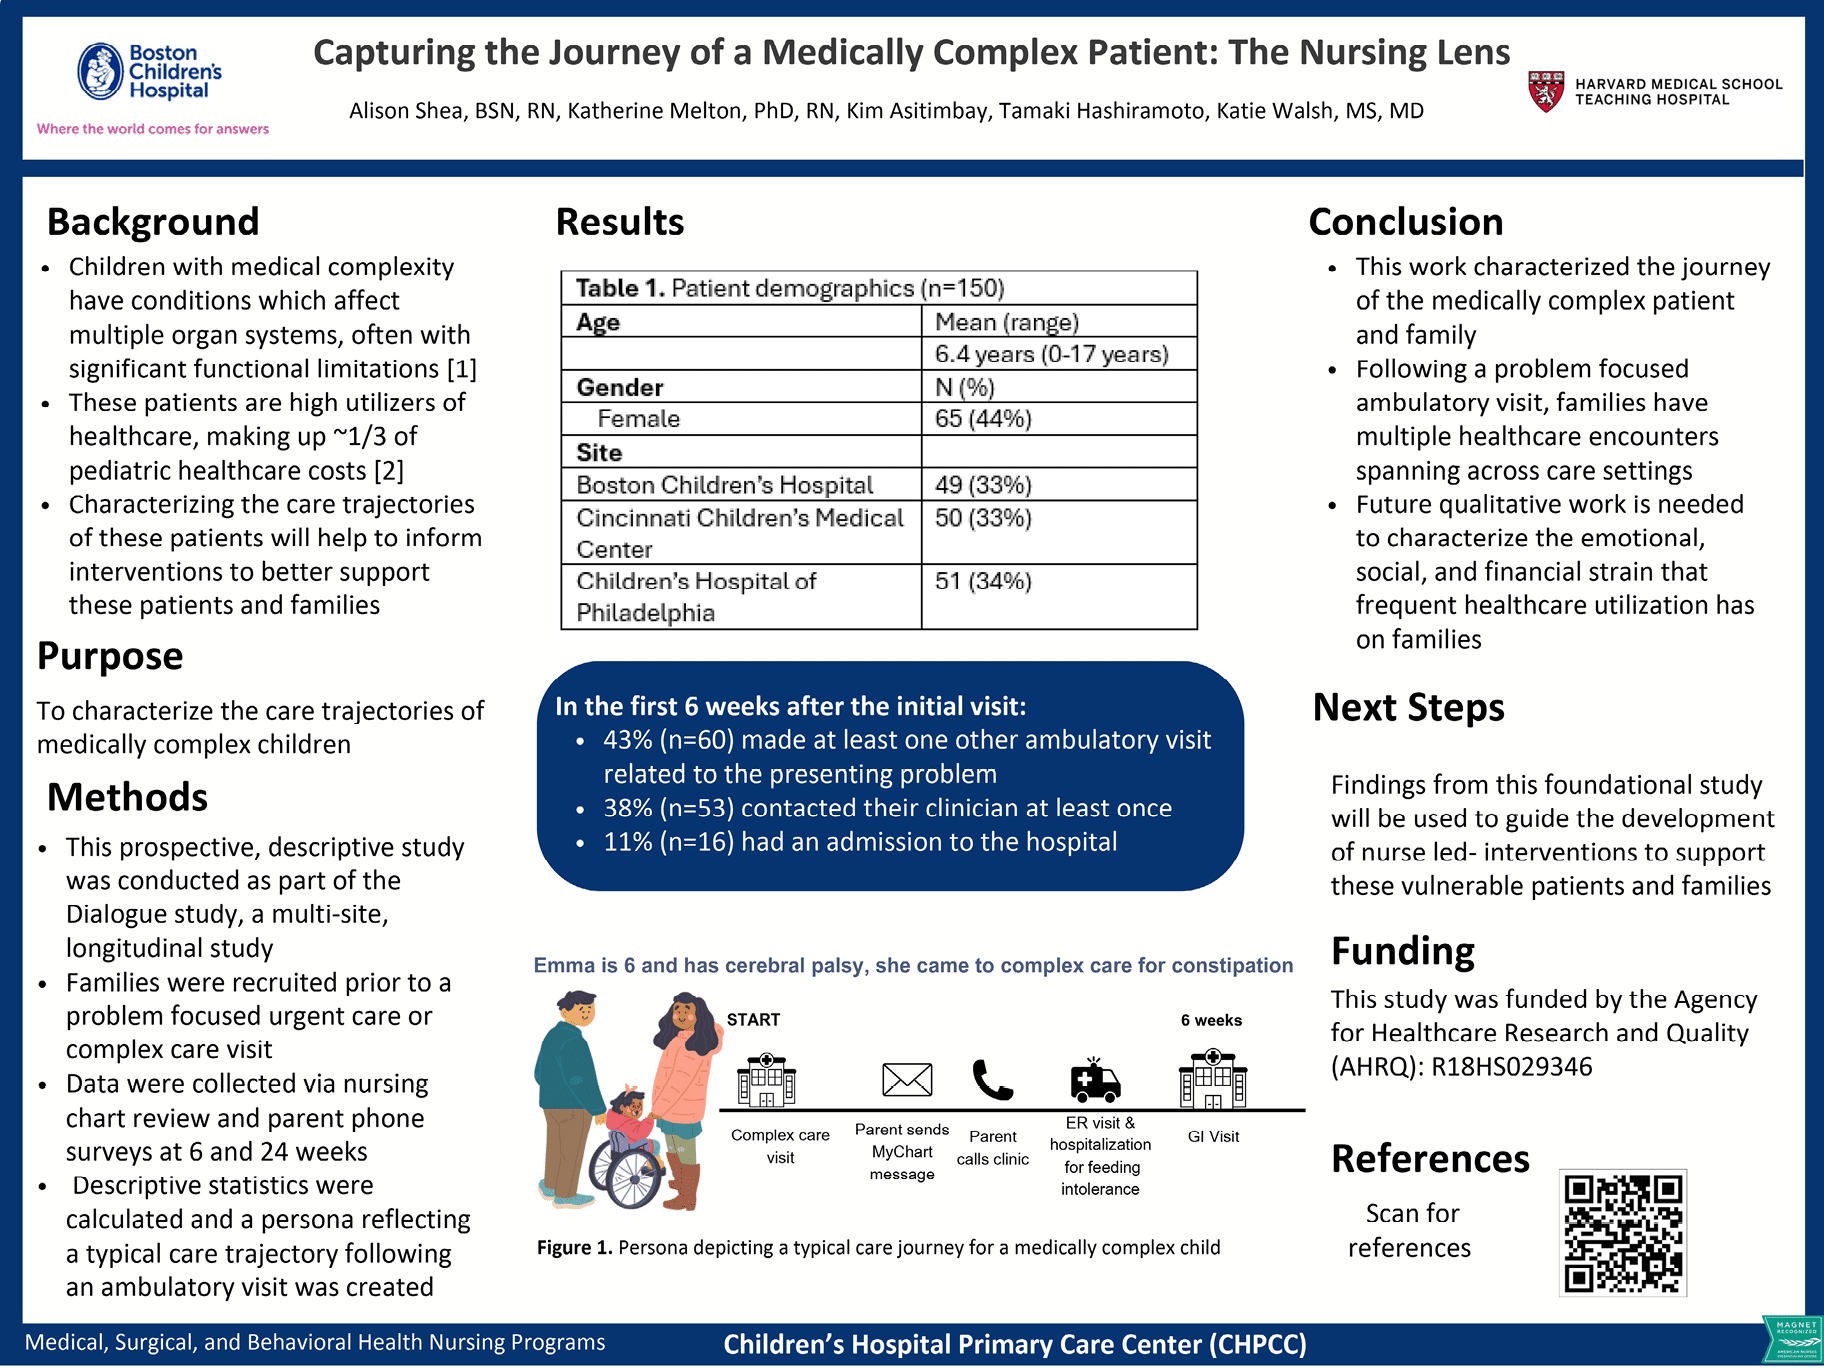 Boston
Children's
Hospital
Where the world comes for answers
Capturing the Journey of a Medically Complex Patient: The Nursing Lens
Alison Shea, BSN, RN, Katherine Melton, PhD, RN, Kim Asitimbay, Tamaki Hashiramoto, Katie Walsh, MS, MD
HARVARD MEDICAL SCHOOL
TEACHING HOSPITAL
Background
• Children with medical complexity
have conditions which affect
multiple organ systems, often with
significant functional limitations [1]
• These patients are high utilizers of
healthcare, making up ~1/3 of
pediatric healthcare costs [2]
• Characterizing the care trajectories
of these patients will help to inform
interventions to better support
these patients and families
Purpose
To characterize the care trajectories of
medically complex children
Methods
• This prospective, descriptive study
was conducted as part of the
Dialogue study, a multi-site,
longitudinal study
• Families were recruited prior to a
problem focused urgent care or
complex care visit
• Data were collected via nursing
chart review and parent phone
surveys at 6 and 24 weeks
• Descriptive statistics were
calculated and a persona reflecting
a typical care trajectory following
an ambulatory visit was created
Results
Table 1. Patient demographics (n=150)
Age Mean (range)
6.4 years (0-17 years)
Gender N (%)
Female 65 (44%)
Site
Boston Children's Hospital 49 (33%)
Cincinnati Children's Medical 50 (33%)
Center
Children's Hospital of 51 (34%)
Philadelphia
In the first 6 weeks after the initial visit:
• 43% (n=60) made at least one other ambulatory visit
related to the presenting problem
• 38% (n=53) contacted their clinician at least once
• 11% (n=16) had an admission to the hospital
Emma is 6 and has cerebral palsy, she came to complex care for constipation
START
6 weeks
Complex care
visit
Parent sends
MyChart
message
Parent
calls clinic
ER visit &
hospitalization
for feeding
intolerance
GI Visit
Figure 1. Persona depicting a typical care journey for a medically complex child
Conclusion
• This work characterized the journey
of the medically complex patient
and family
• Following a problem focused
ambulatory visit, families have
multiple healthcare encounters
spanning across care settings
• Future qualitative work is needed
to characterize the emotional,
social, and financial strain that
frequent healthcare utilization has
on families
Next Steps
Findings from this foundational study
will be used to guide the development
of nurse led- interventions to support
these vulnerable patients and families
Funding
This study was funded by the Agency
for Healthcare Research and Quality
(AHRQ): R18HS029346
References
Scan for
references
Medical, Surgical, and Behavioral Health Nursing Programs
Children's Hospital Primary Care Center (CHPCC)
MAGNET
RECOGNIZED